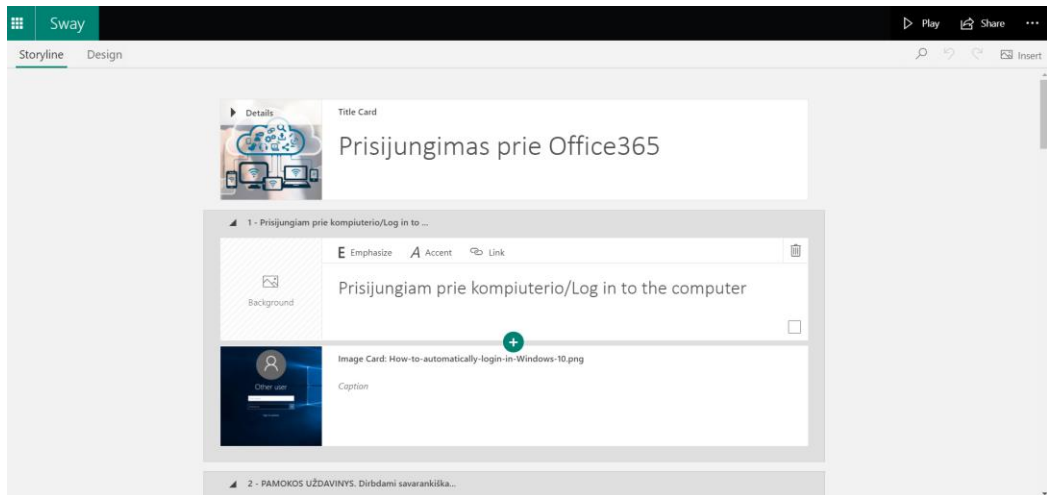 Sway
Play
Share
Storyline
Design
Insert
Details
Title Card
Prisijungimas prie Office365
1 - Prisijungiam prie kompiuterio/Log in to ...
E Emphasize
A Accent
Link
Background
Prisijungiam prie kompiuterio/Log in to the computer
Image Card: How-to-automatically-login-in-Windows-10.png
Other user
Caption
2 - PAMOKOS UŽDAVINYS. Dirbdami savarankiška...